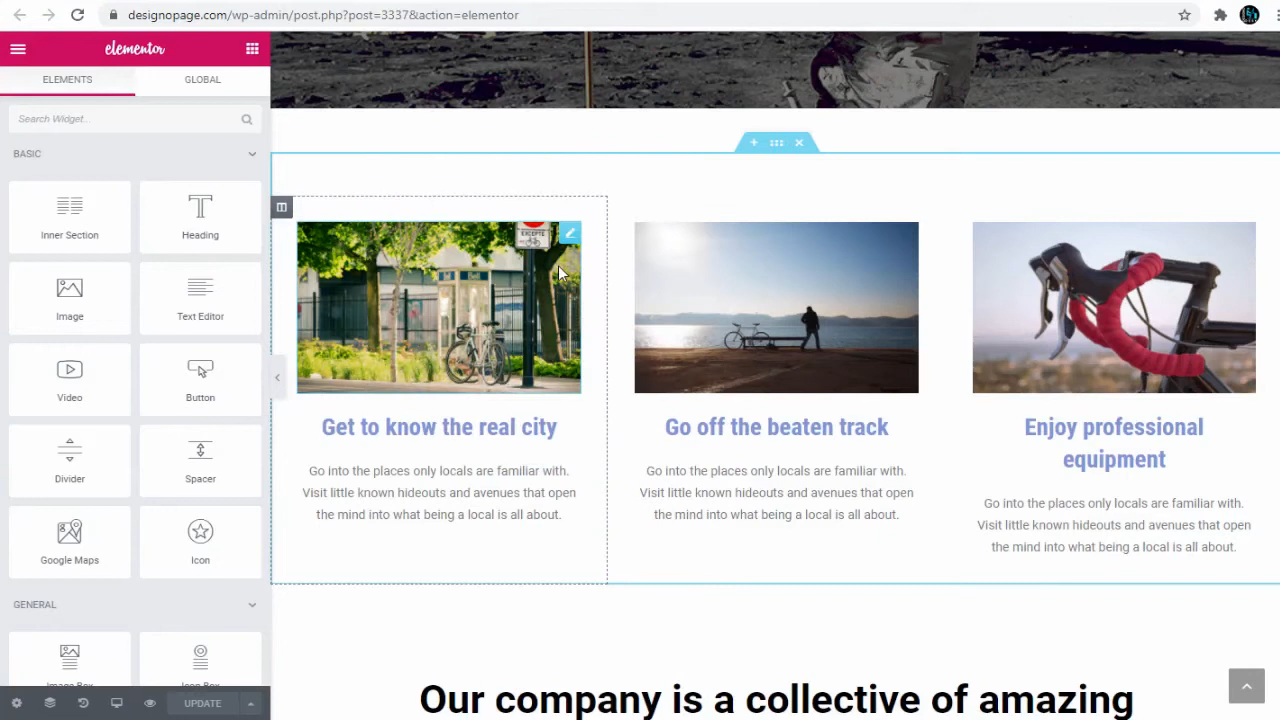 designopage.com/wp-admin/post.php?post=3337&action=elementor
elementor
ELEMENTS
GLOBAL
Search Widget...
BASIC
Inner Section
Heading
Image
Text Editor
Video
Button
Divider
Spacer
Google Maps
Icon
GENERAL
UPDATE
EXCEPTÉ
Bell
Get to know the real city
Go into the places only locals are familiar with.
Visit little known hideouts and avenues that open
the mind into what being a local is all about.
Go off the beaten track
Go into the places only locals are familiar with.
Visit little known hideouts and avenues that open
the mind into what being a local is all about.
Enjoy professional
equipment
Go into the places only locals are familiar with.
Visit little known hideouts and avenues that open
the mind into what being a local is all about.
Our company is a collective of amazing